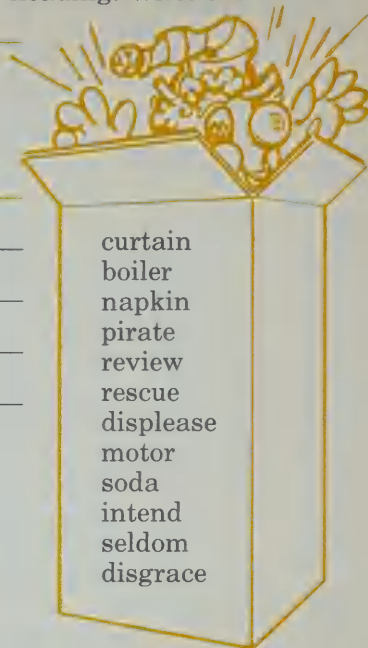 curtain
boiler
napkin
pirate
review
rescue
displease
motor
soda
intend
seldom
disgrace